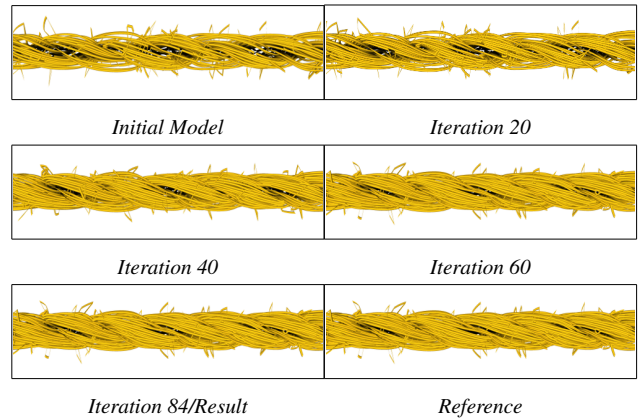 Initial Model
Iteration 20
Iteration 40
Iteration 60
Iteration 84/Result
Reference